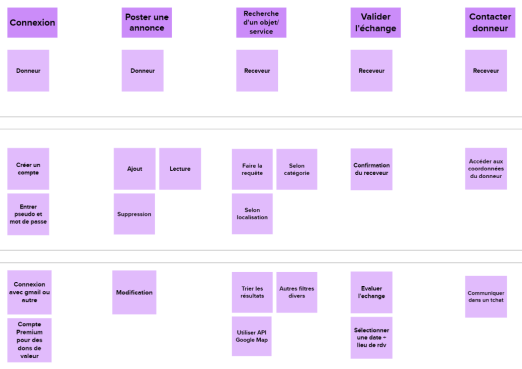 Connexion
Poster une
annonce
Recherche
d'un objet/
service
Valider
l'échange
Contacter
donneur
Donneur
Donneur
Receveur
Receveur
Receveur
Créer un
compte
Ajout
Lecture
Faire la
requête
Selon
catégorie
Confirmation
du receveur
Accéder aux
coordonnées
du donneur
Entrer
pseudo et
mot de passe
Suppression
Selon
localisation
Connexion
avec gmail ou
autre
Modification
Trier les
résultats
Autres filtres
divers
Evaluer
l'echange
Communiquer
dans un tchat
Compte
Premium
pour des
dons de
valeur
Utiliser API
Google Map
Sélectionner
une date +
lieu de rdv